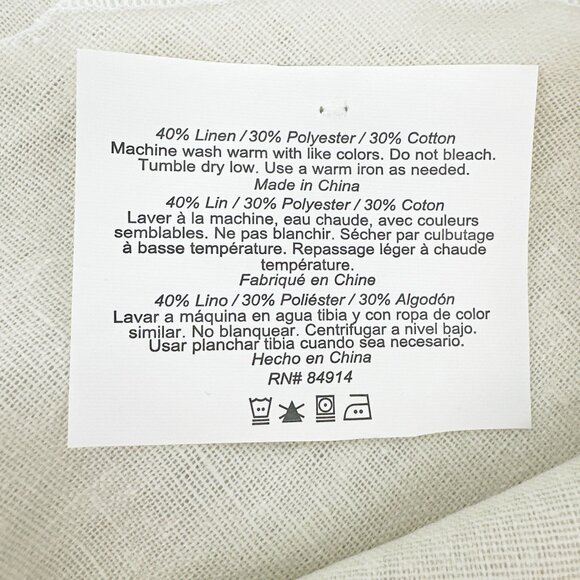 40% Linen / 30% Polyester / 30% Cotton
Machine wash warm with like colors. Do not bleach.
Tumble dry low. Use a warm iron as needed.
Made in China
40% Lin / 30% Polyester / 30% Coton
Laver à la machine, eau chaude, avec couleurs
semblables. Ne pas blanchir. Sécher par culbutage
à basse température. Repassage léger à chaude
température.
Fabriqué en Chine
40% Lino / 30% Poliéster / 30% Algodón
Lavar a máquina en agua tibia y con ropa de color
similar. No blanquear. Centrifugar a nivel bajo.
Usar planchar tibia cuando sea necesario.
Hecho en China
RN# 84914